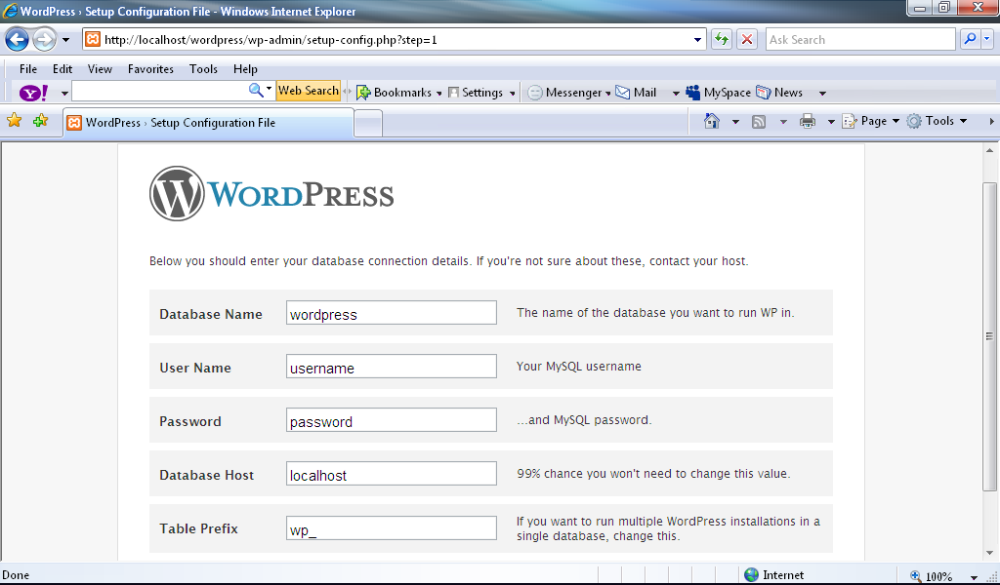 WordPress › Setup Configuration File - Windows Internet Explorer
http://localhost/wordpress/wp-admin/setup-config.php?step=1
Ask Search
File Edit View Favorites Tools Help
Y! Web Search Bookmarks Settings Messenger Mail MySpace News
WordPress › Setup Configuration File Page Tools
WORDPRESS
Below you should enter your database connection details. If you're not sure about these, contact your host.
Database Name wordpress The name of the database you want to run WP in.
User Name username Your MySQL username
Password password ...and MySQL password.
Database Host localhost 99% chance you won't need to change this value.
Table Prefix wp_ If you want to run multiple WordPress installations in a
single database, change this.
Done Internet 100%